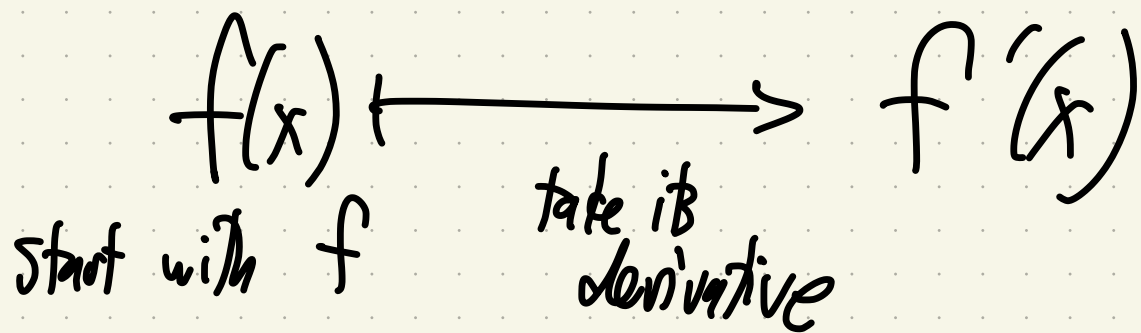 f(x) ↦ f'(x)
start with f
take its
derivative